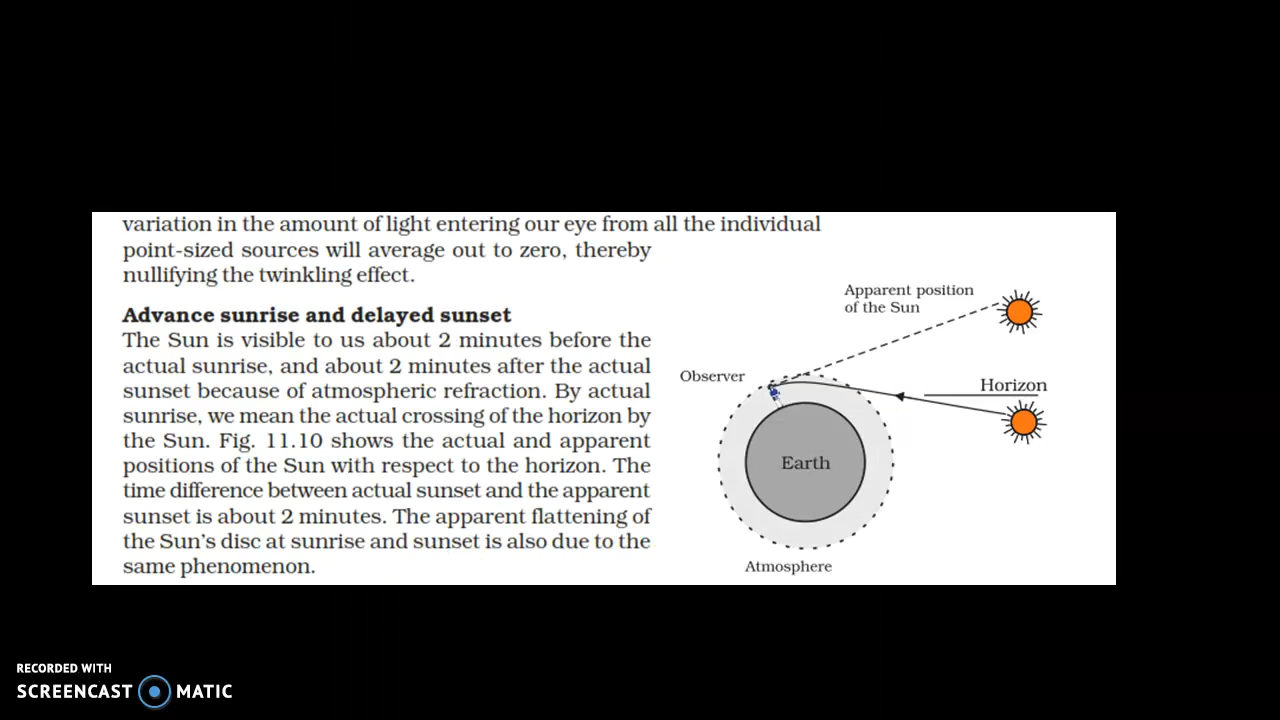 variation in the amount of light entering our eye from all the individual
point-sized sources will average out to zero, thereby
nullifying the twinkling effect.
Advance sunrise and delayed sunset
The Sun is visible to us about 2 minutes before the
actual sunrise, and about 2 minutes after the actual
sunset because of atmospheric refraction. By actual
sunrise, we mean the actual crossing of the horizon by
the Sun. Fig. 11.10 shows the actual and apparent
positions of the Sun with respect to the horizon. The
time difference between actual sunset and the apparent
sunset is about 2 minutes. The apparent flattening of
the Sun's disc at sunrise and sunset is also due to the
same phenomenon.
Apparent position
of the Sun
Observer
Horizon
Earth
Atmosphere
RECORDED WITH
SCREENCAST MATIC